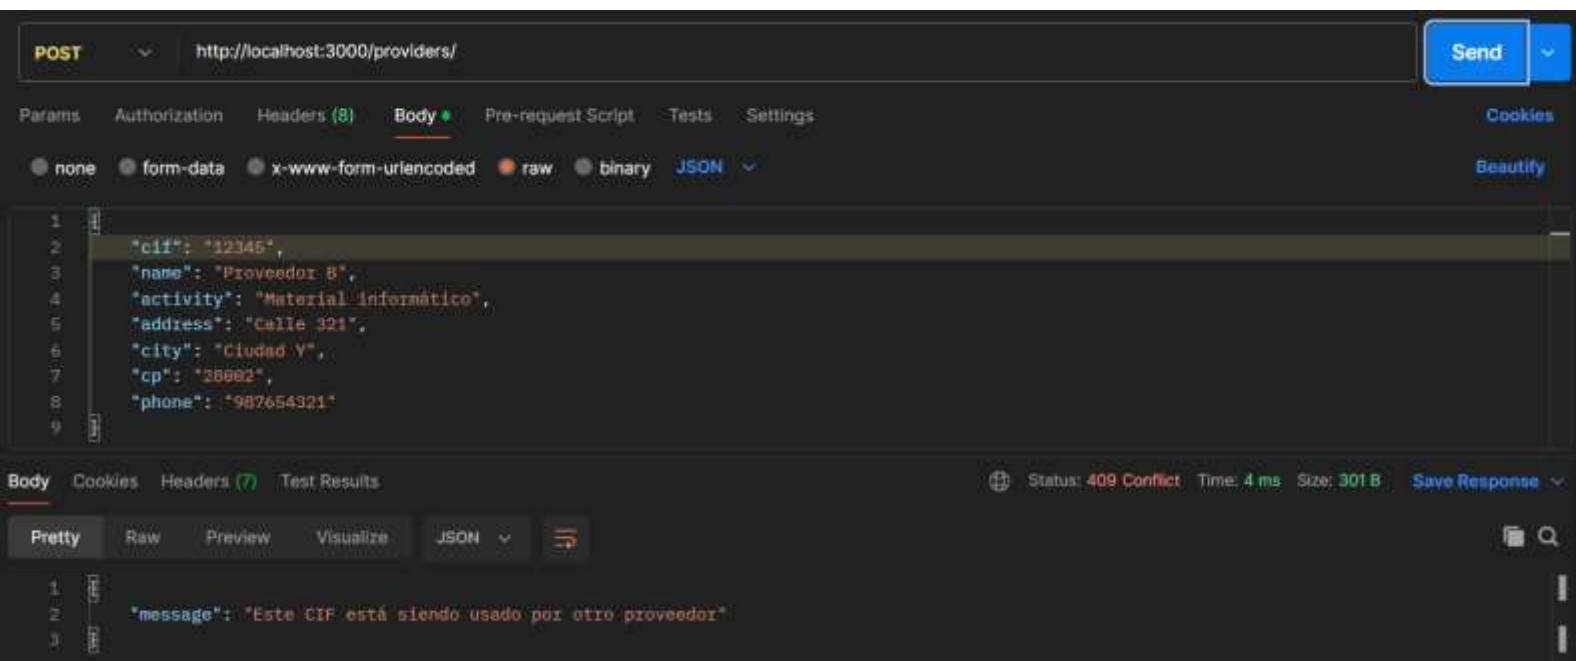 POST http://localhost:3000/providers/ Send
Params Authorization Headers (8) Body Pre-request Script Tests Settings Cookies
none form-data x-www-form-urlencoded raw binary JSON Beautify
1 {
2 "cif": "12345",
3 "name": "Proveedor B",
4 "activity": "Material informático",
5 "address": "Calle 321",
6 "city": "Ciudad Y",
7 "cp": "28002",
8 "phone": "987654321"
9 }
Body Cookies Headers (7) Test Results Status: 409 Conflict Time: 4 ms Size: 301 B Save Response
Pretty Raw Preview Visualize JSON
1 {
2 "message": "Este CIF está siendo usado por otro proveedor"
3 }